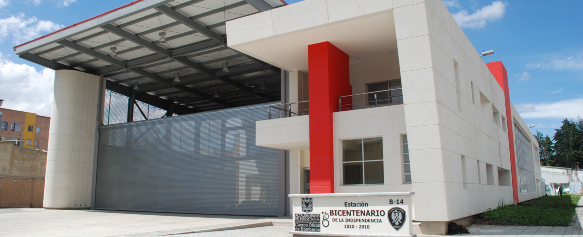 Estación B-14
BICENTENARIO
DE LA INDEPENDENCIA
1810 - 2010